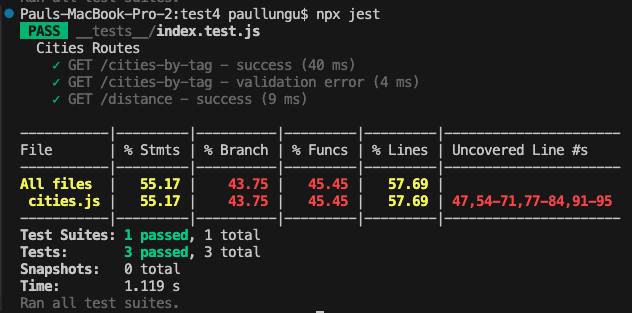 Ran all test suites.
Pauls-MacBook-Pro-2:test4 paullungu$ npx jest
PASS __tests__/index.test.js
Cities Routes
✓ GET /cities-by-tag – success (40 ms)
✓ GET /cities-by-tag – validation error (4 ms)
✓ GET /distance – success (9 ms)
-----------|---------|----------|---------|---------|-------------------
File | % Stmts | % Branch | % Funcs | % Lines | Uncovered Line #s
-----------|---------|----------|---------|---------|-------------------
All files | 55.17 | 43.75 | 45.45 | 57.69 |
cities.js | 55.17 | 43.75 | 45.45 | 57.69 | 47,54-71,77-84,91-95
-----------|---------|----------|---------|---------|-------------------
Test Suites: 1 passed, 1 total
Tests: 3 passed, 3 total
Snapshots: 0 total
Time: 1.119 s
Ran all test suites.